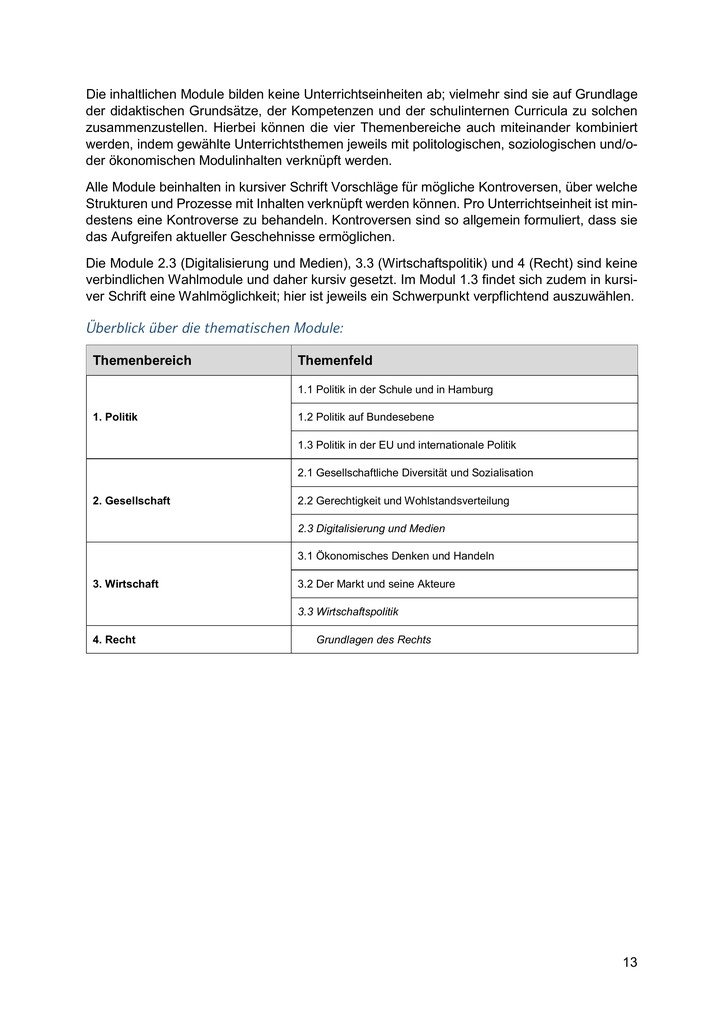 Die inhaltlichen Module bilden keine Unterrichtseinheiten ab; vielmehr sind sie auf Grundlage
der didaktischen Grundsätze, der Kompetenzen und der schulinternen Curricula zu solchen
zusammenzustellen. Hierbei können die vier Themenbereiche auch miteinander kombiniert
werden, indem gewählte Unterrichtsthemen jeweils mit politologischen, soziologischen und/o-
der ökonomischen Modulinhalten verknüpft werden.
Alle Module beinhalten in kursiver Schrift Vorschläge für mögliche Kontroversen, über welche
Strukturen und Prozesse mit Inhalten verknüpft werden können. Pro Unterrichtseinheit ist min-
destens eine Kontroverse zu behandeln. Kontroversen sind so allgemein formuliert, dass sie
das Aufgreifen aktueller Geschehnisse ermöglichen.
Die Module 2.3 (Digitalisierung und Medien), 3.3 (Wirtschaftspolitik) und 4 (Recht) sind keine
verbindlichen Wahlmodule und daher kursiv gesetzt. Im Modul 1.3 findet sich zudem in kursi-
ver Schrift eine Wahlmöglichkeit; hier ist jeweils ein Schwerpunkt verpflichtend auszuwählen.
Überblick über die thematischen Module:
Themenbereich Themenfeld
1.1 Politik in der Schule und in Hamburg
1. Politik 1.2 Politik auf Bundesebene
1.3 Politik in der EU und internationale Politik
2.1 Gesellschaftliche Diversität und Sozialisation
2. Gesellschaft 2.2 Gerechtigkeit und Wohlstandsverteilung
2.3 Digitalisierung und Medien
3.1 Ökonomisches Denken und Handeln
3. Wirtschaft 3.2 Der Markt und seine Akteure
3.3 Wirtschaftspolitik
4. Recht Grundlagen des Rechts
13